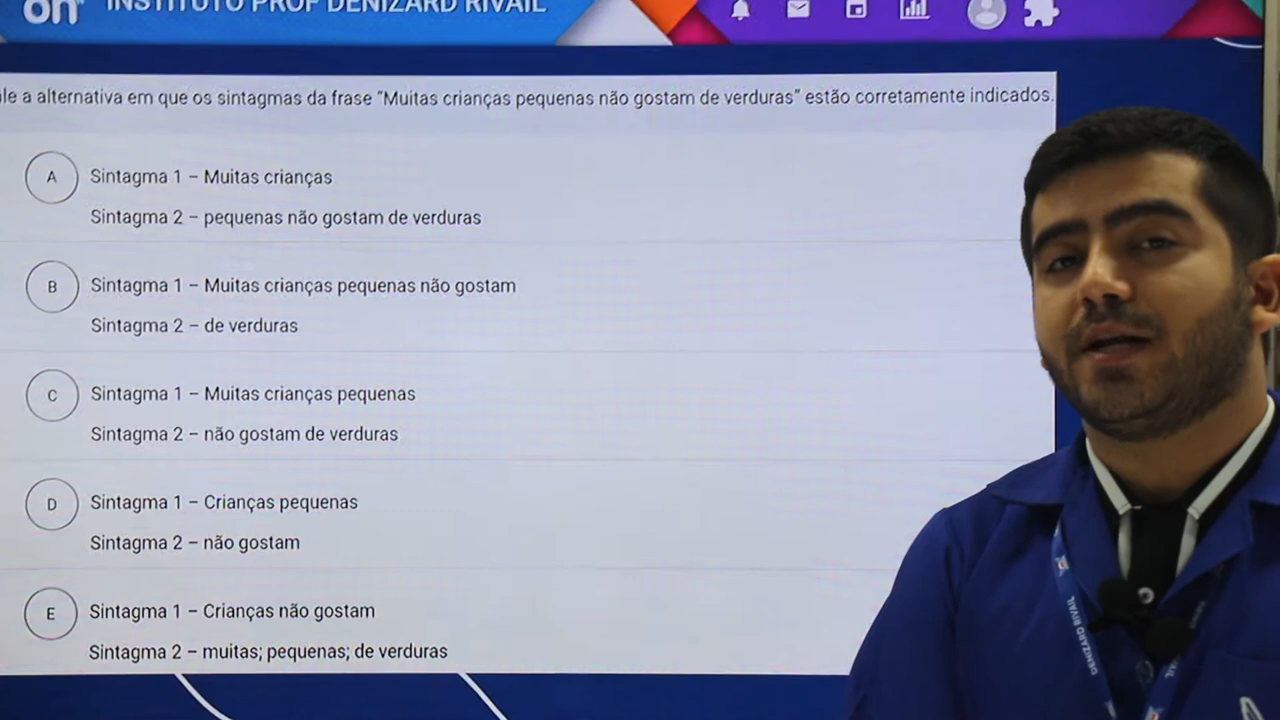 on INSTITUTO PROF DENIZARD RIVAIL
a alternativa em que os sintagmas da frase "Muitas crianças pequenas não gostam de verduras" estão corretamente indicados.
A Sintagma 1 – Muitas crianças
Sintagma 2 – pequenas não gostam de verduras
B Sintagma 1 – Muitas crianças pequenas não gostam
Sintagma 2 – de verduras
C Sintagma 1 – Muitas crianças pequenas
Sintagma 2 – não gostam de verduras
D Sintagma 1 – Crianças pequenas
Sintagma 2 – não gostam
E Sintagma 1 – Crianças não gostam
Sintagma 2 – muitas; pequenas; de verduras
DENIZARD RIVAIL